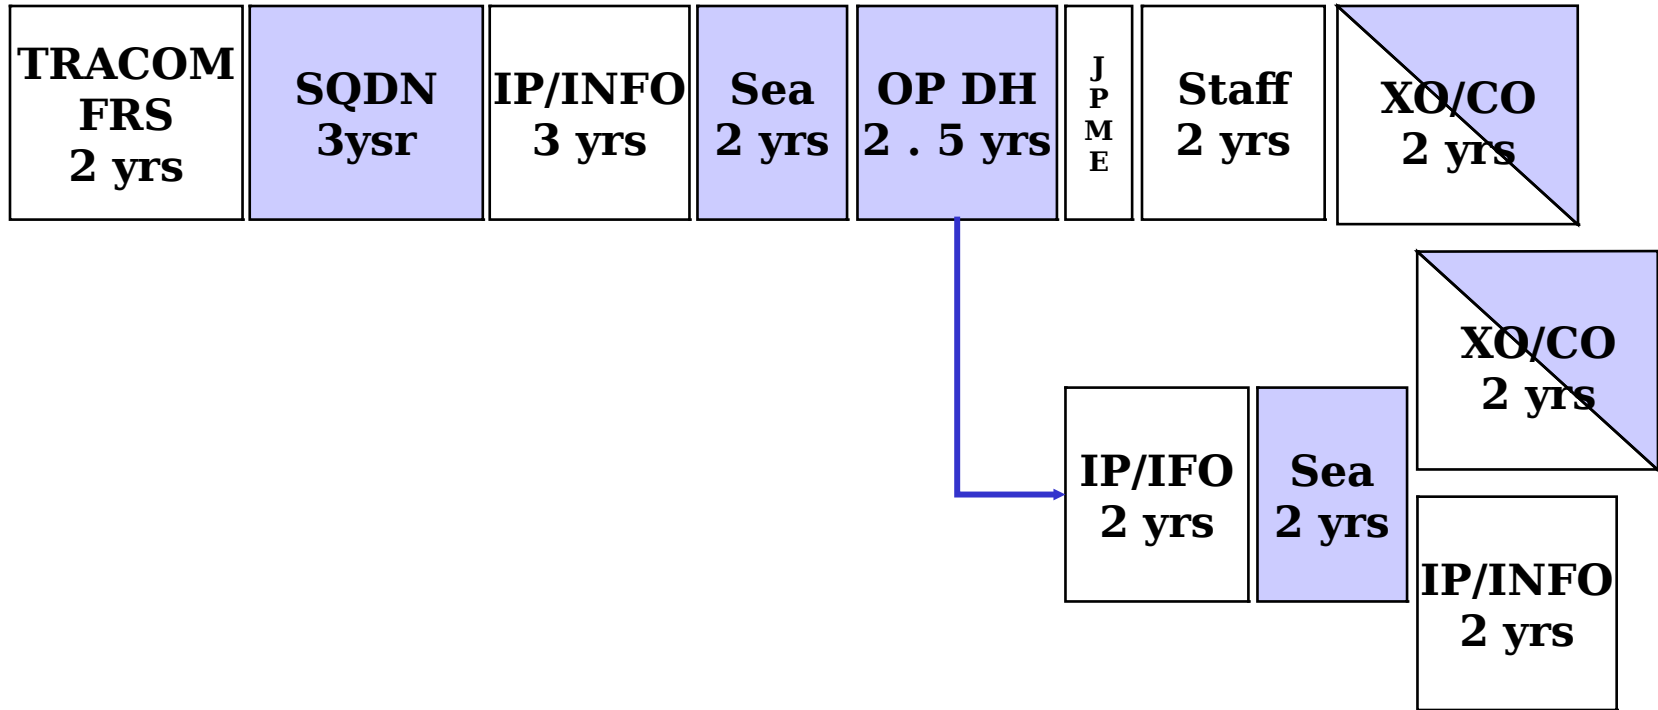 TRACOM
FRS
2 yrs
SQDN
3ysr
IP/INFO
3 yrs
Sea
2 yrs
OP DH
2 . 5 yrs
J
P
M
E
Staff
2 yrs
XO/CO
2 yrs
XO/CO
2 yrs
IP/IFO
2 yrs
Sea
2 yrs
IP/INFO
2 yrs